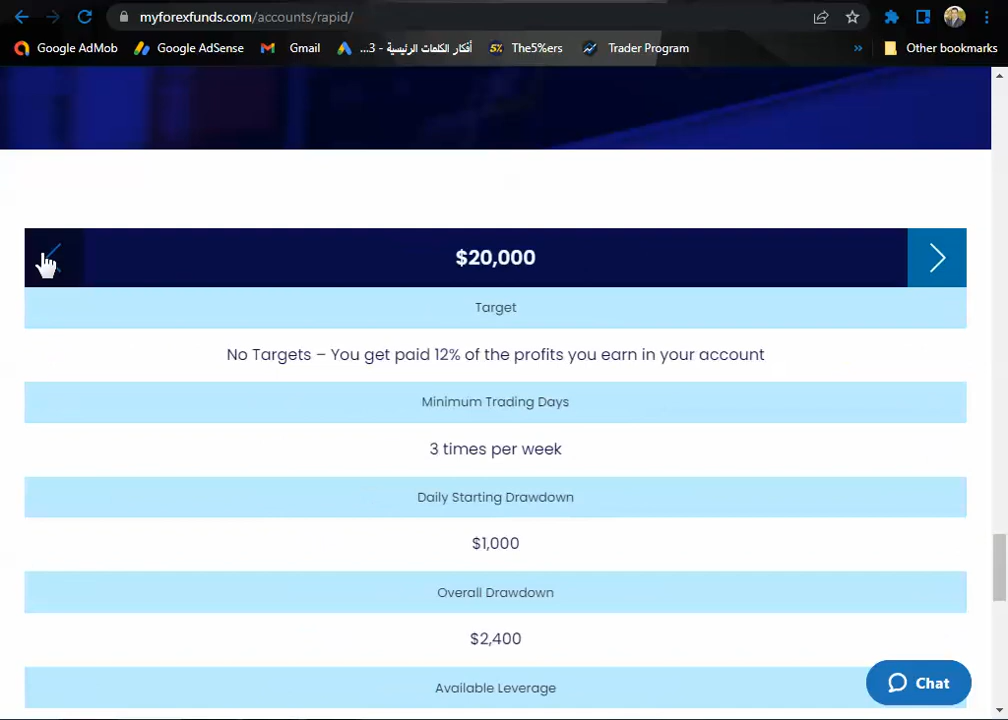 myforexfunds.com/accounts/rapid/
Google AdMob
Google AdSense
Gmail
أفكار الكلمات الرئيسية - 3...
The5%ers
Trader Program
»
Other bookmarks
$20,000
Target
No Targets – You get paid 12% of the profits you earn in your account
Minimum Trading Days
3 times per week
Daily Starting Drawdown
$1,000
Overall Drawdown
$2,400
Available Leverage
Chat